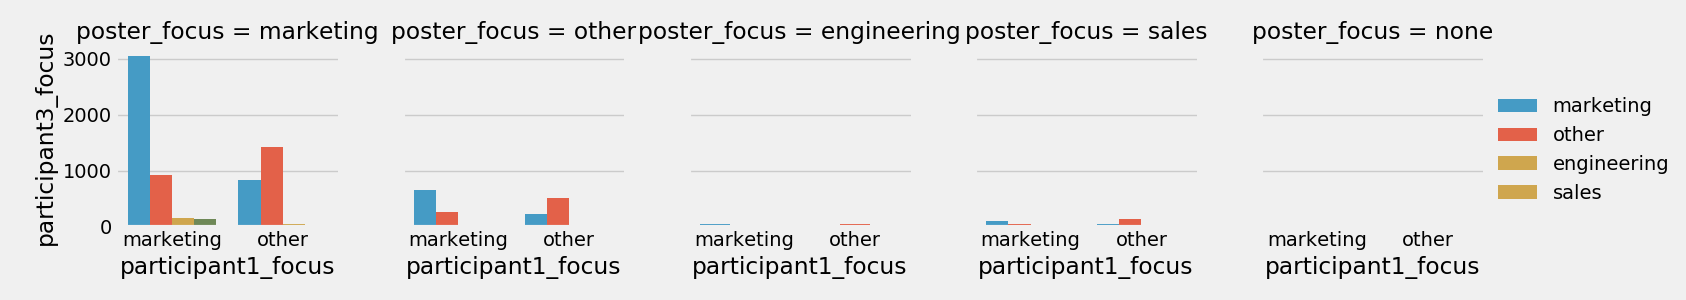 poster_focus = marketing
poster_focus = other
poster_focus = engineering
poster_focus = sales
poster_focus = none
participant3_focus
3000
2000
1000
0
marketing other
marketing other
marketing other
marketing other
marketing other
participant1_focus
participant1_focus
participant1_focus
participant1_focus
participant1_focus
marketing
other
engineering
sales